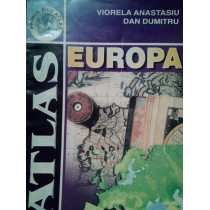 VIORELA ANASTASIU
DAN DUMITRU
EUROPA
ATLAS